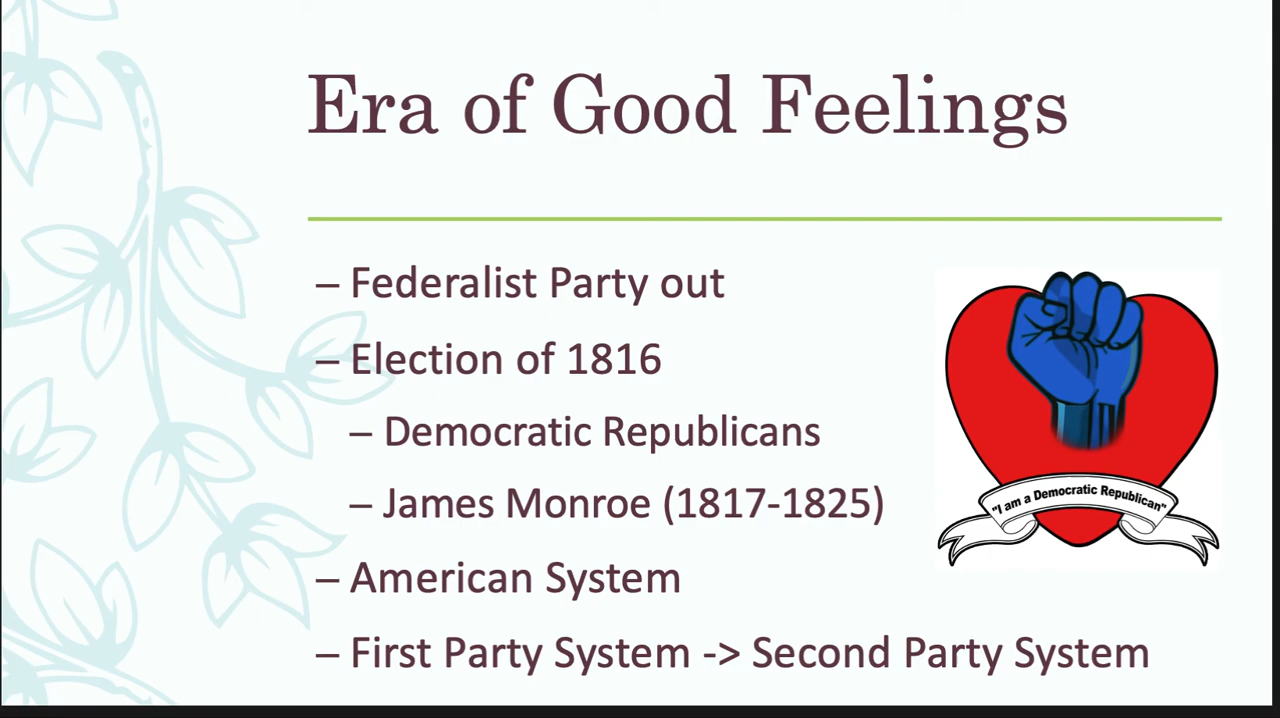 Era of Good Feelings
– Federalist Party out
– Election of 1816
– Democratic Republicans
– James Monroe (1817-1825)
– American System
– First Party System -> Second Party System
"I am a Democratic Republican"